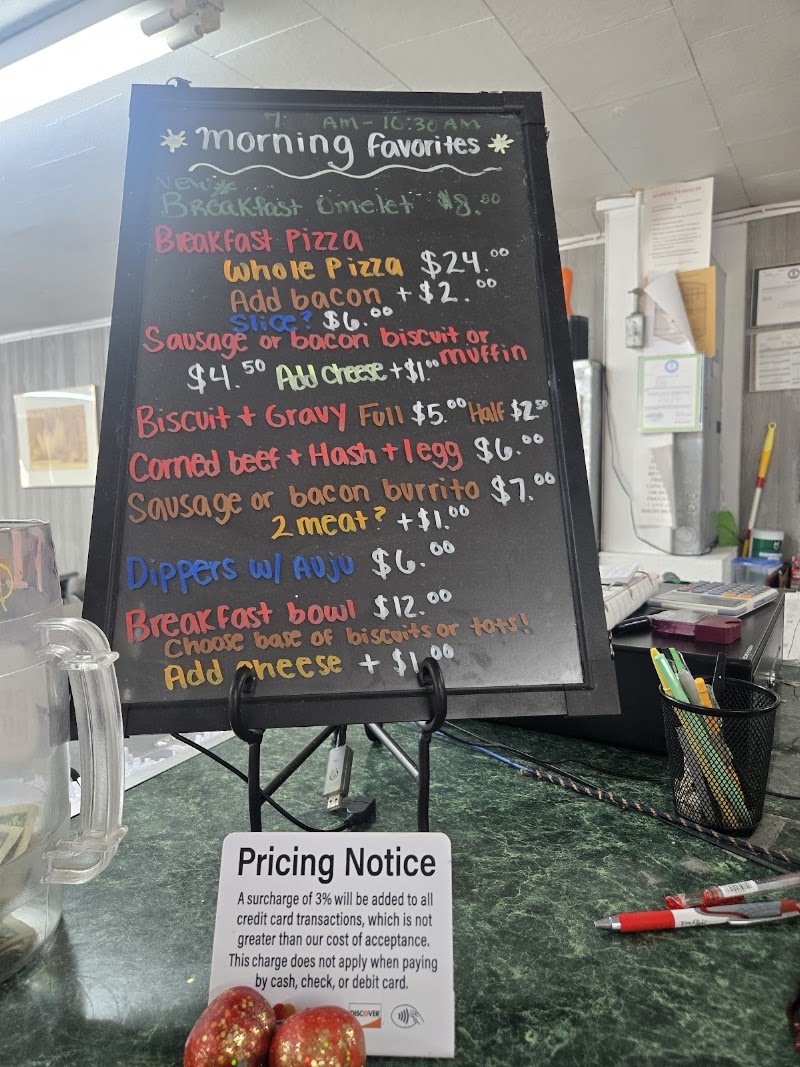 7 AM - 10:30 AM
Morning Favorites
NEW*
Breakfast Omelet $8.00
Breakfast Pizza
Whole Pizza $24.00
Add bacon +$2.00
Slice? $6.00
Sausage or bacon biscuit or
muffin
$4.50 Add cheese +$1.00
Biscuit + Gravy Full $5.00 Half $2.50
Corned beef + Hash + 1egg $6.00
Sausage or bacon burrito $7.00
2 meat? +$1.00
Dippers w/ Auju $6.00
Breakfast bowl $12.00
Choose base of biscuits or tots!
Add cheese + $1.00
Pricing Notice
A surcharge of 3% will be added to all
credit card transactions, which is not
greater than our cost of acceptance.
This charge does not apply when paying
by cash, check, or debit card.
DISCOVER